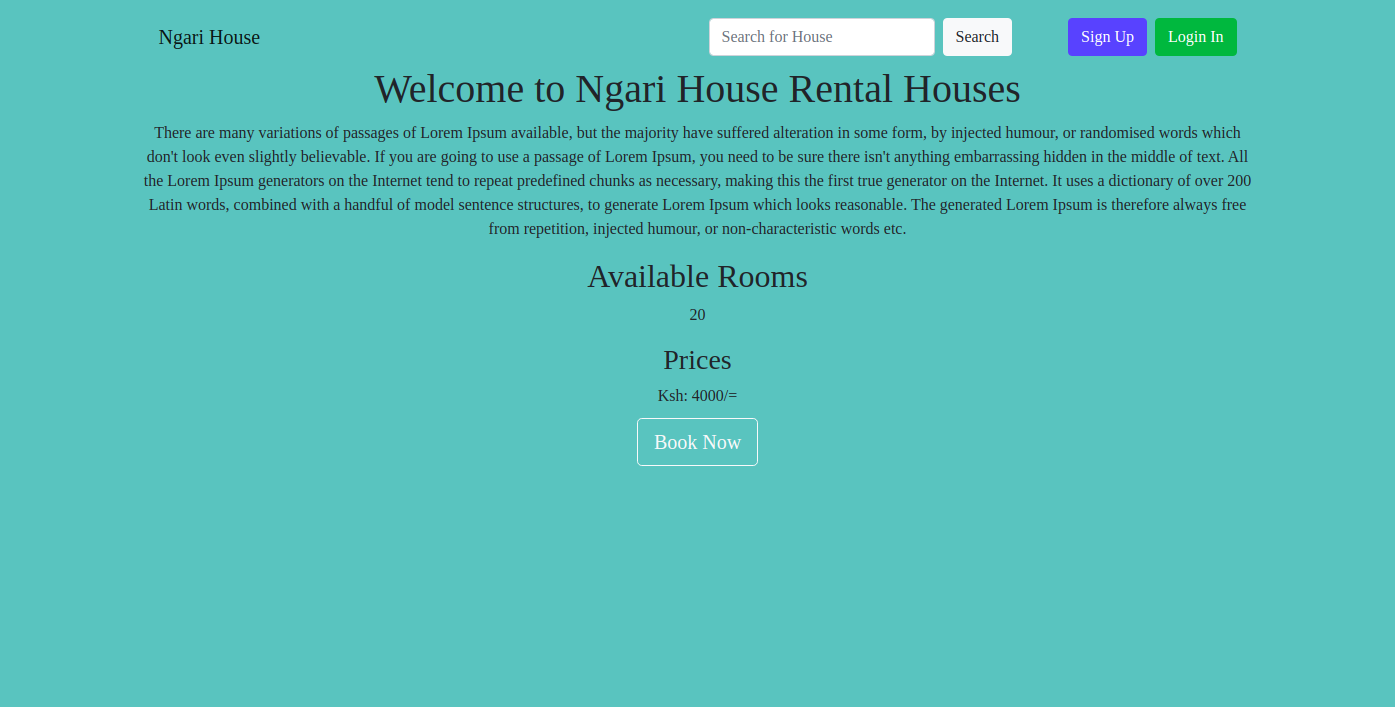 Ngari House
Search for House
Search
Sign Up
Login In
Welcome to Ngari House Rental Houses
There are many variations of passages of Lorem Ipsum available, but the majority have suffered alteration in some form, by injected humour, or randomised words which
don't look even slightly believable. If you are going to use a passage of Lorem Ipsum, you need to be sure there isn't anything embarrassing hidden in the middle of text. All
the Lorem Ipsum generators on the Internet tend to repeat predefined chunks as necessary, making this the first true generator on the Internet. It uses a dictionary of over 200
Latin words, combined with a handful of model sentence structures, to generate Lorem Ipsum which looks reasonable. The generated Lorem Ipsum is therefore always free
from repetition, injected humour, or non-characteristic words etc.
Available Rooms
20
Prices
Ksh: 4000/=
Book Now